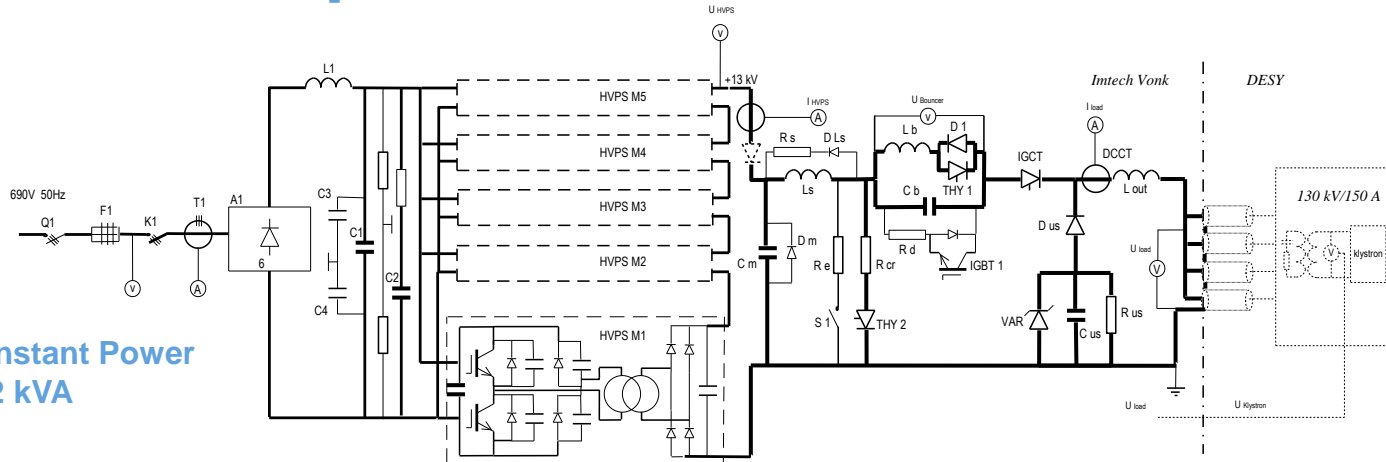 U HVPS
V
+13 kV
L1
HVPS M5
HVPS M4
HVPS M3
HVPS M2
HVPS M1
I HVPS
A
U Bouncer
V
L b
D 1
THY 1
C b
R d
IGBT 1
R s
D Ls
Ls
IGCT
Imtech Vonk
DESY
I load
A
DCCT
L out
690V 50Hz
Q1
F1
K1
T1
A1
6
V
A
C3
C1
C2
C4
C m
D m
R e
R cr
S 1
THY 2
D us
VAR
C us
R us
U load
V
130 kV/150 A
V
klystron
U load
U Klystron
nstant Power
2 kVA